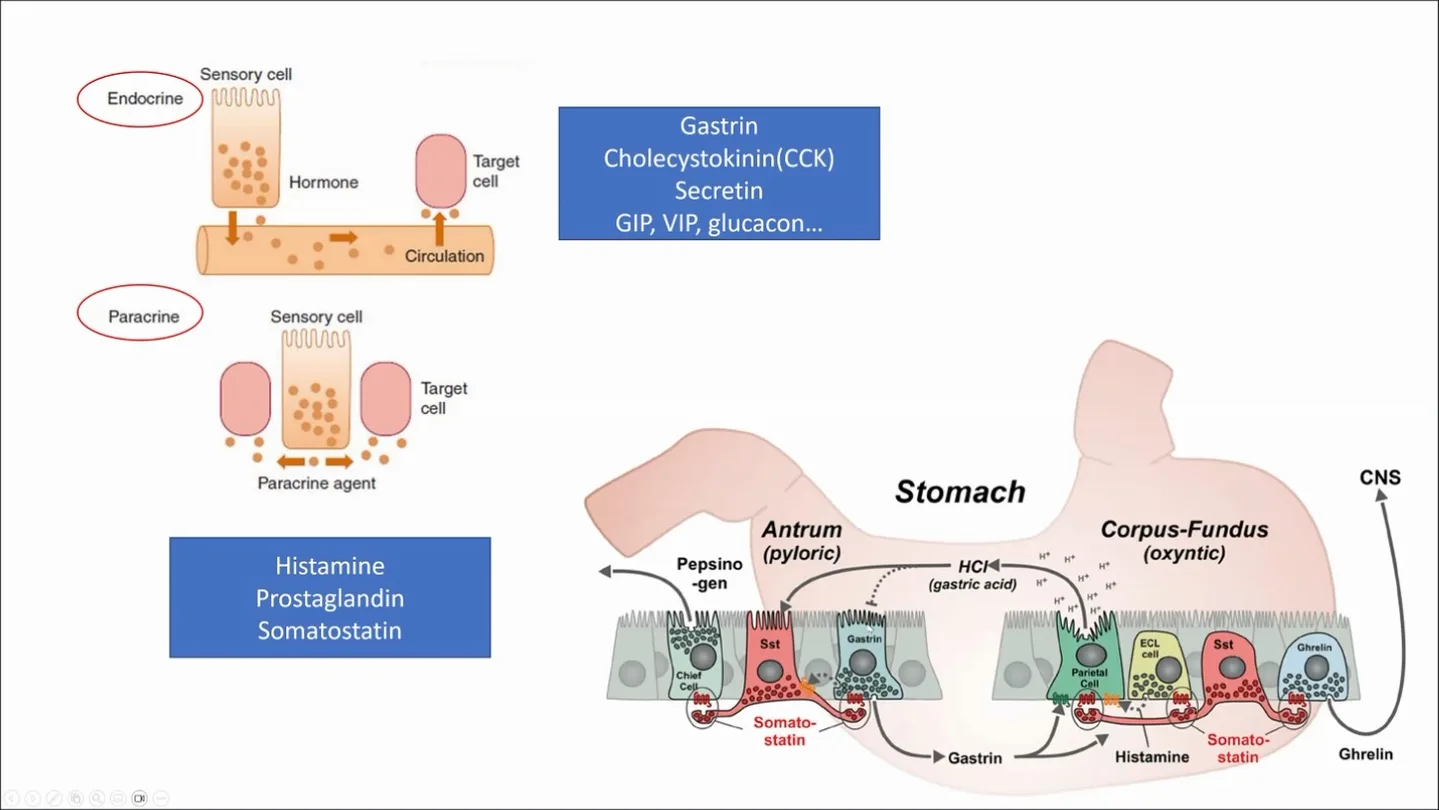 Endocrine
Sensory cell
Hormone
Target
cell
Circulation
Gastrin
Cholecystokinin(CCK)
Secretin
GIP, VIP, glucacon...
Paracrine
Sensory cell
Target
cell
Paracrine agent
Histamine
Prostaglandin
Somatostatin
Stomach
Antrum
(pyloric)
Corpus-Fundus
(oxyntic)
CNS
Pepsino
-gen
HCl
(gastric acid)
H+ H+
H+ H+ H+
H+ H+ H+
H+ H+
Chief
Cell
Sst
Gastrin
Parietal
Cell
ECL
cell
Sst
Ghrelin
Somato-
statin
Gastrin
Histamine
Somato-
statin
Ghrelin